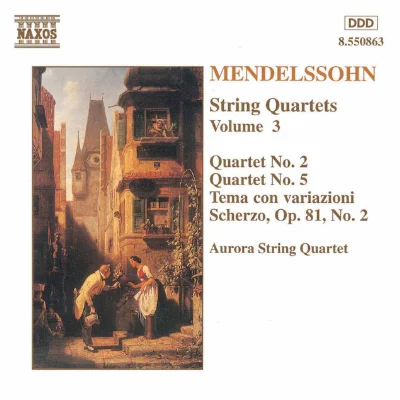 NAXOS
DDD
8.550863
MENDELSSOHN
String Quartets
Volume 3
Quartet No. 2
Quartet No. 5
Tema con variazioni
Scherzo, Op. 81, No. 2
Aurora String Quartet